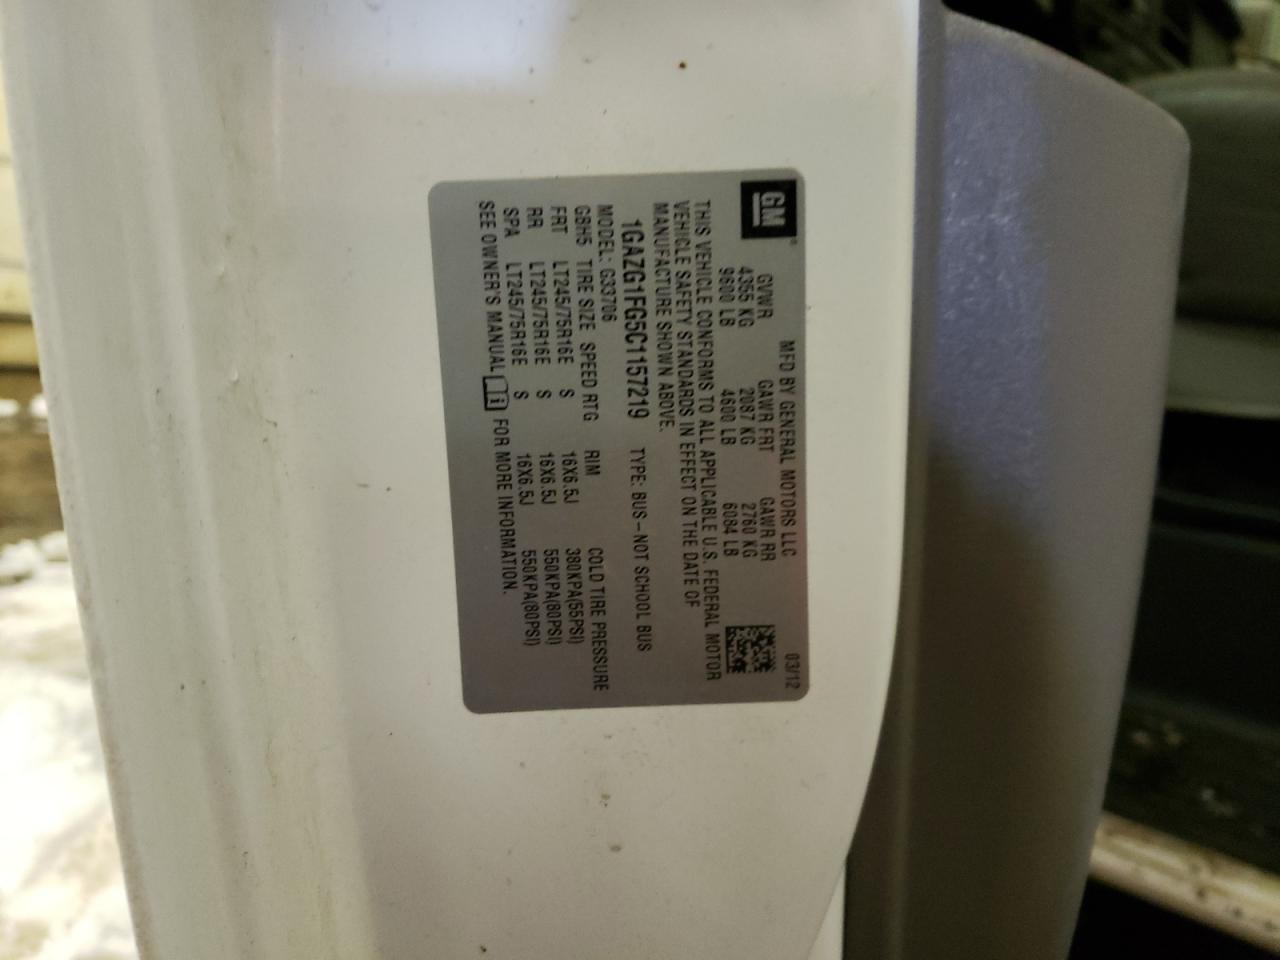 GM®
MFD BY GENERAL MOTORS LLC 03/12
GVWR GAWR FRT GAWR RR
4355 KG 2087 KG 2760 KG
9600 LB 4600 LB 6084 LB
THIS VEHICLE CONFORMS TO ALL APPLICABLE U.S. FEDERAL MOTOR
VEHICLE SAFETY STANDARDS IN EFFECT ON THE DATE OF
MANUFACTURE SHOWN ABOVE.
1GAZG1FG5C1157219 TYPE: BUS-NOT SCHOOL BUS
MODEL: G33706
GBH5 TIRE SIZE SPEED RTG RIM COLD TIRE PRESSURE
FRT LT245/75R16E S 16X6.5J 380KPA(55PSI)
RR LT245/75R16E S 16X6.5J 550KPA(80PSI)
SPA LT245/75R16E S 16X6.5J 550KPA(80PSI)
SEE OWNER'S MANUAL i FOR MORE INFORMATION.